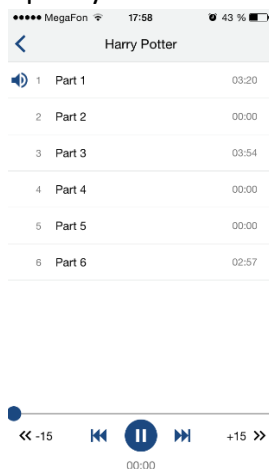 MegaFon 17:58 43 %
Harry Potter
1 Part 1 03:20
2 Part 2 00:00
3 Part 3 03:54
4 Part 4 00:00
5 Part 5 00:00
6 Part 6 02:57
-15 +15
00:00